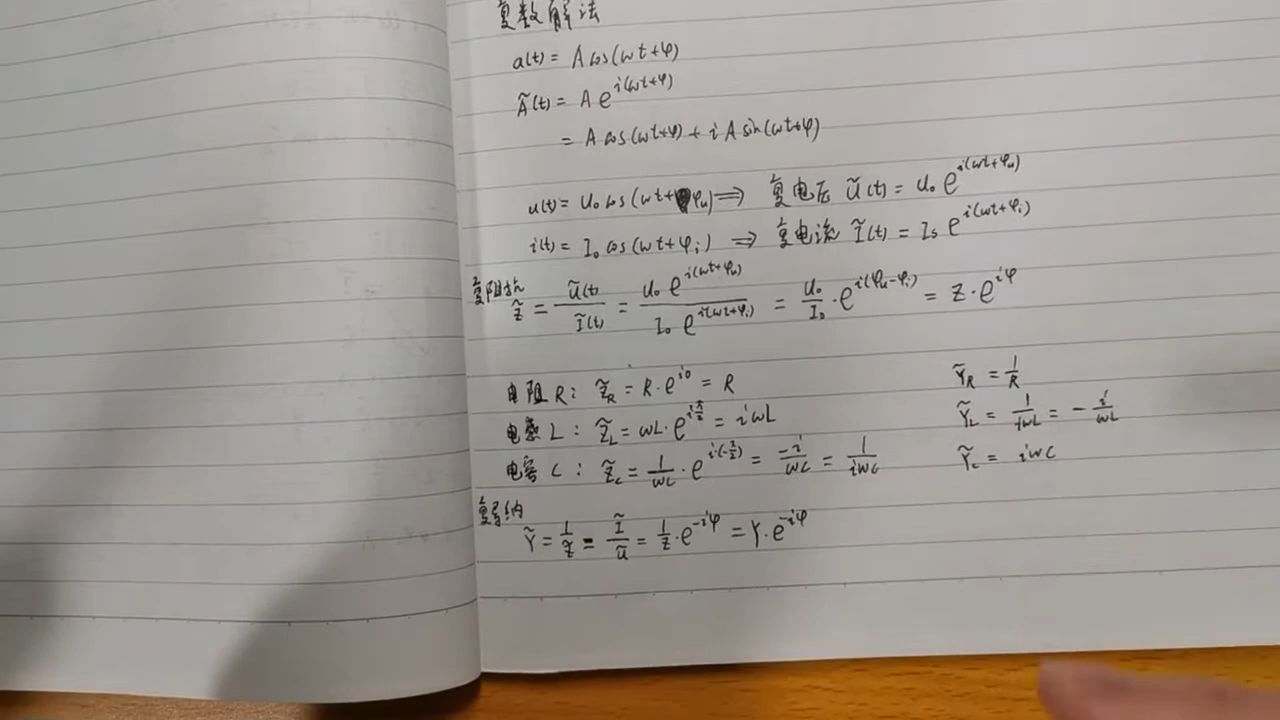 复数解法
a(t) = A cos(ωt+φ)
Ã(t) = A e^{i(ωt+φ)}
= A cos(ωt+φ) + i A sin(ωt+φ)
u(t) = U₀ cos(ωt+φᵤ) ⇒ 复电压 Ũ(t) = U₀ e^{i(ωt+φᵤ)}
i(t) = I₀ cos(ωt+φᵢ) ⇒ 复电流 Ĩ(t) = I₀ e^{i(ωt+φᵢ)}
复阻抗
Z̃ = Ũ(t)/Ĩ(t) = U₀ e^{i(ωt+φᵤ)} / I₀ e^{i(ωt+φᵢ)} = U₀/I₀ · e^{i(φᵤ-φᵢ)} = Z · e^{iφ}
电阻 R: Z̃_R = R · e^{i0} = R Ỹ_R = 1/R
电感 L: Z̃_L = ωL · e^{iπ/2} = iωL Ỹ_L = 1/iωL = -i/ωL
电容 C: Z̃_C = 1/ωC · e^{i(-π/2)} = -i/ωC = 1/iωC Ỹ_C = iωC
复导纳
Ỹ = 1/Z̃ = Ĩ/Ũ = 1/Z · e^{-iφ} = Y · e^{-iφ}